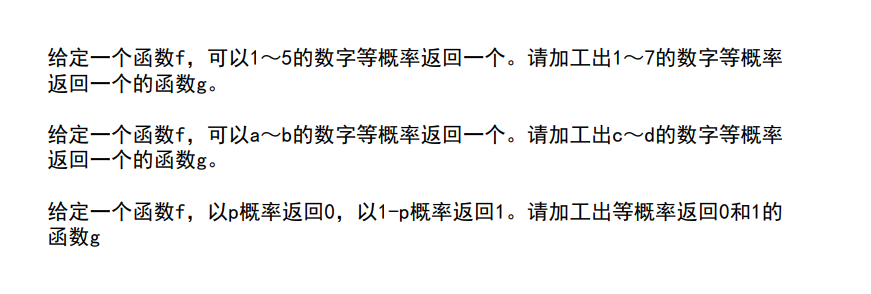 给定一个函数f，可以1～5的数字等概率返回一个。请加工出1～7的数字等概率
返回一个的函数g。
给定一个函数f，可以a～b的数字等概率返回一个。请加工出c～d的数字等概率
返回一个的函数g。
给定一个函数f，以p概率返回0，以1-p概率返回1。请加工出等概率返回0和1的
函数g